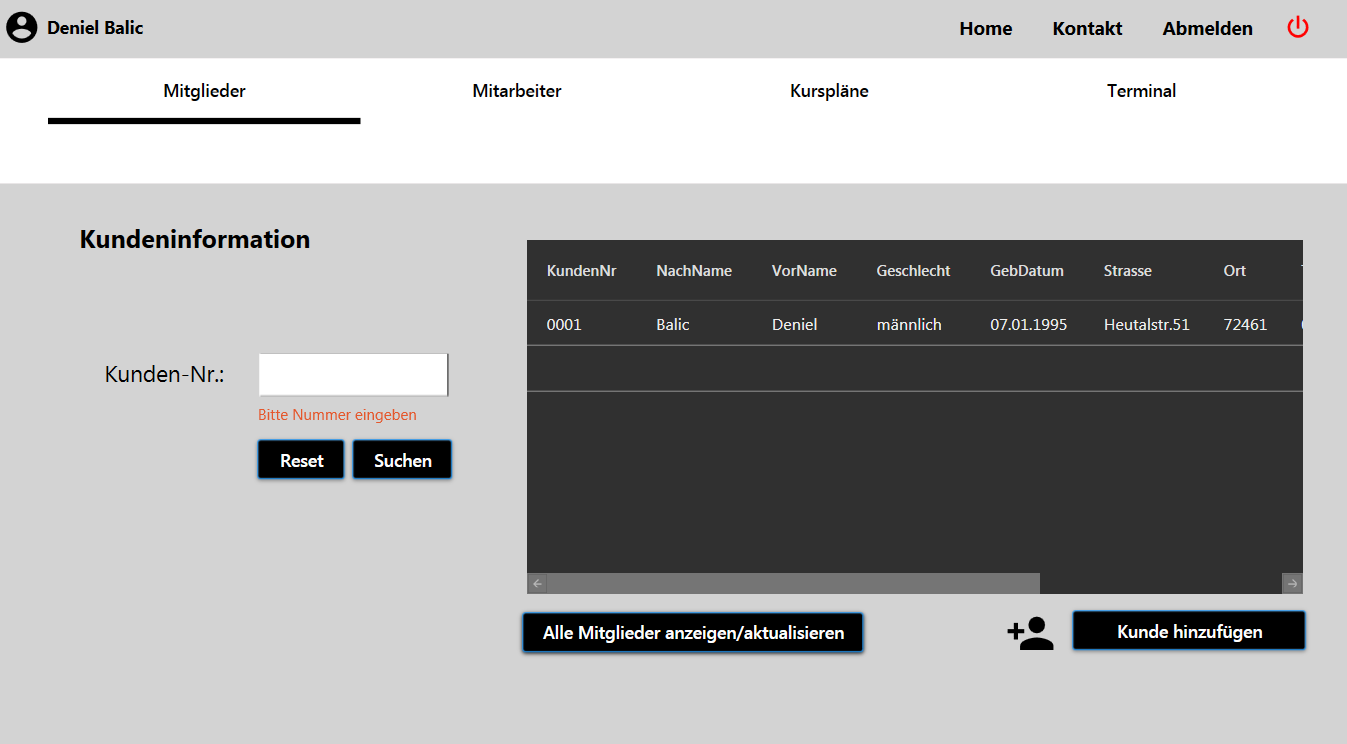 Deniel Balic Home Kontakt Abmelden
Mitglieder Mitarbeiter Kurspläne Terminal
Kundeninformation
KundenNr NachName VorName Geschlecht GebDatum Strasse Ort
0001 Balic Deniel männlich 07.01.1995 Heutalstr.51 72461
Kunden-Nr.:
Bitte Nummer eingeben
Reset Suchen
Alle Mitglieder anzeigen/aktualisieren Kunde hinzufügen